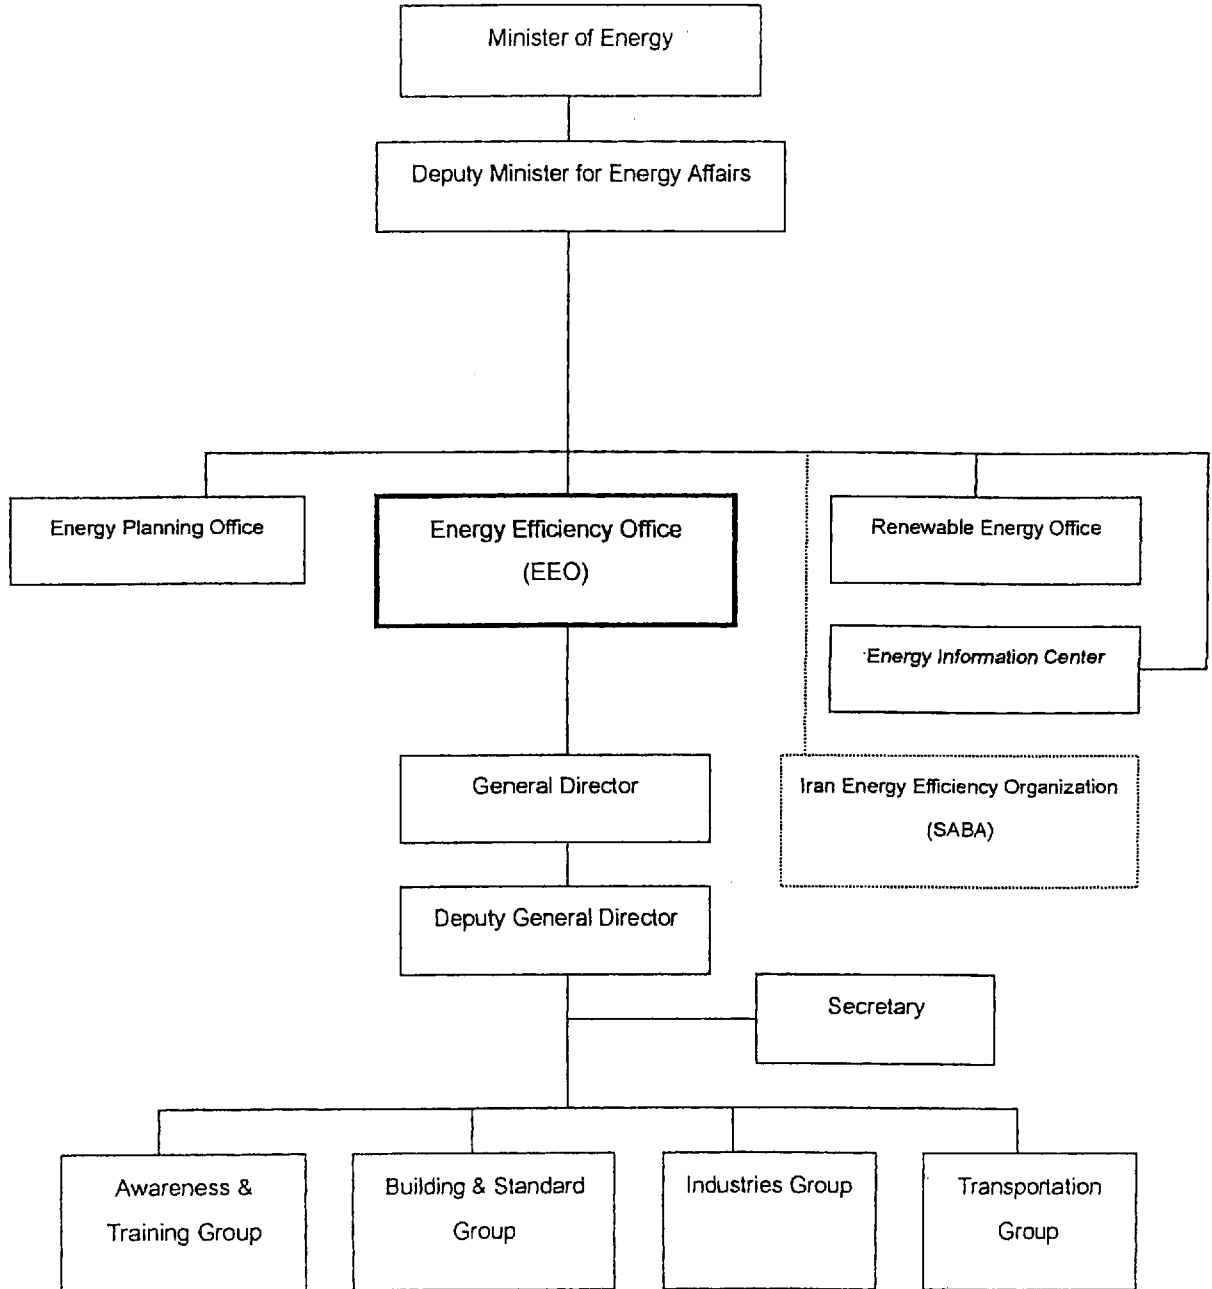 Minister of Energy
Deputy Minister for Energy Affairs
Energy Planning Office
Energy Efficiency Office
(EEO)
Renewable Energy Office
Energy Information Center
General Director
Iran Energy Efficiency Organization
(SABA)
Deputy General Director
Secretary
Awareness &
Training Group
Building & Standard
Group
Industries Group
Transportation
Group